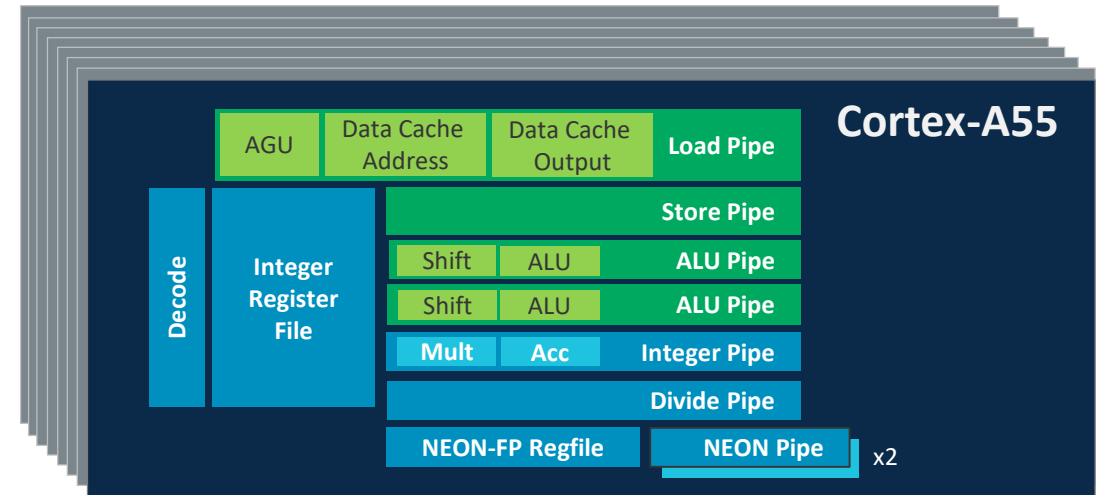 Cortex-A55
AGU
Data Cache
Address
Data Cache
Output
Load Pipe
Store Pipe
Decode
Integer
Register
File
Shift
ALU
ALU Pipe
Shift
ALU
ALU Pipe
Mult
Acc
Integer Pipe
Divide Pipe
NEON-FP Regfile
NEON Pipe
x2